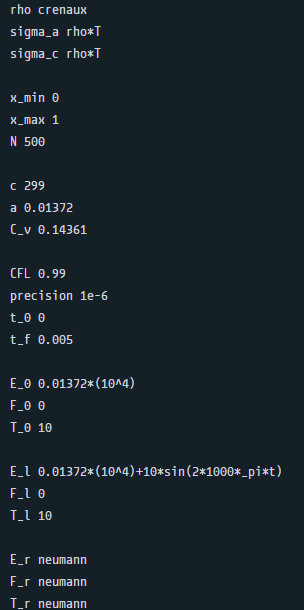 rho crenaux
sigma_a rho*T
sigma_c rho*T
x_min 0
x_max 1
N 500
c 299
a 0.01372
C_v 0.14361
CFL 0.99
precision 1e-6
t_0 0
t_f 0.005
E_0 0.01372*(10^4)
F_0 0
T_0 10
E_l 0.01372*(10^4)+10*sin(2*1000*_pi*t)
F_l 0
T_l 10
E_r neumann
F_r neumann
T_r neumann